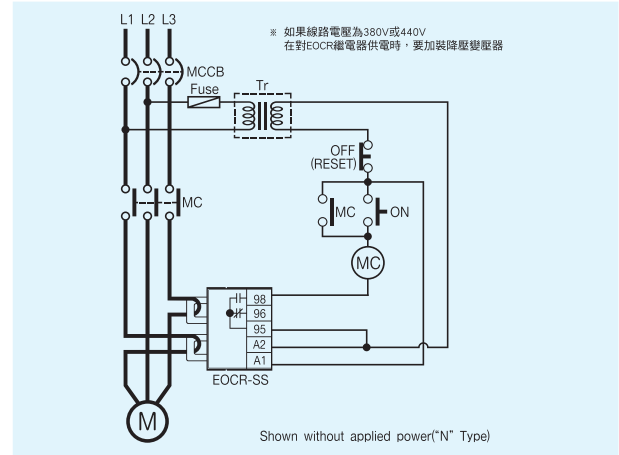 L1 L2 L3
※ 如果線路電壓為380V或440V
在對EOCR繼電器供電時，要加裝降壓變壓器
MCCB
Fuse
Tr
OFF
(RESET)
MC
MC
ON
MC
98
96
95
A2
A1
EOCR-SS
M
Shown without applied power("N" Type)